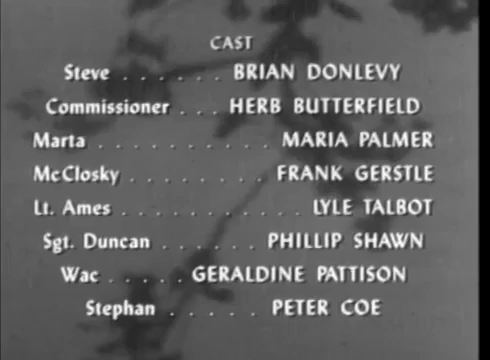 CAST
Steve . . . . . . BRIAN DONLEVY
Commissioner . . . HERB BUTTERFIELD
Marta . . . . . . . . . . MARIA PALMER
McClosky . . . . . . . . FRANK GERSTLE
Lt. Ames . . . . . . . . . . . LYLE TALBOT
Sgt. Duncan . . . . . . PHILLIP SHAWN
Wac . . . . . GERALDINE PATTISON
Stephan . . . . . PETER COE